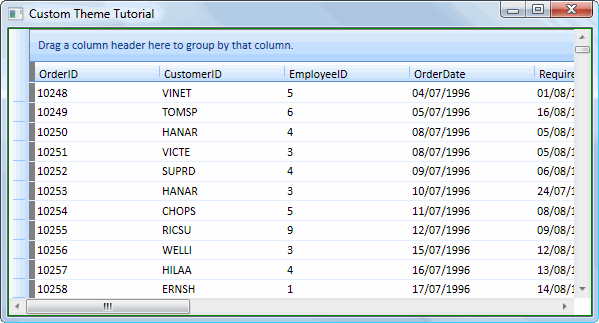 Custom Theme Tutorial
Drag a column header here to group by that column.
OrderID CustomerID EmployeeID OrderDate Require
10248 VINET 5 04/07/1996 01/08/1
10249 TOMSP 6 05/07/1996 16/08/1
10250 HANAR 4 08/07/1996 05/08/1
10251 VICTE 3 08/07/1996 05/08/1
10252 SUPRD 4 09/07/1996 06/08/1
10253 HANAR 3 10/07/1996 24/07/1
10254 CHOPS 5 11/07/1996 08/08/1
10255 RICSU 9 12/07/1996 09/08/1
10256 WELLI 3 15/07/1996 12/08/1
10257 HILAA 4 16/07/1996 13/08/1
10258 ERNSH 1 17/07/1996 14/08/1